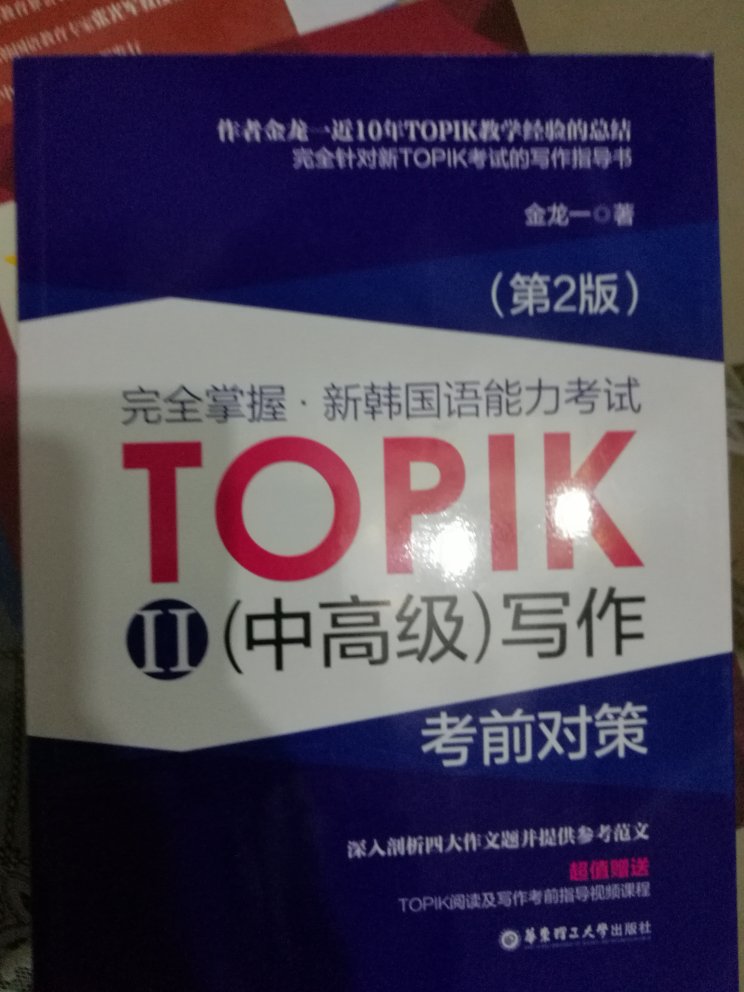 作者金龙一近10年TOPIK教学经验的总结
完全针对新TOPIK考试的写作指导书
金龙一◎著
（第2版）
完全掌握·新韩国语能力考试
TOPIK
II（中高级）写作
考前对策
深入剖析四大作文题并提供参考范文
超值赠送
TOPIK阅读及写作考前指导视频课程
华东理工大学出版社